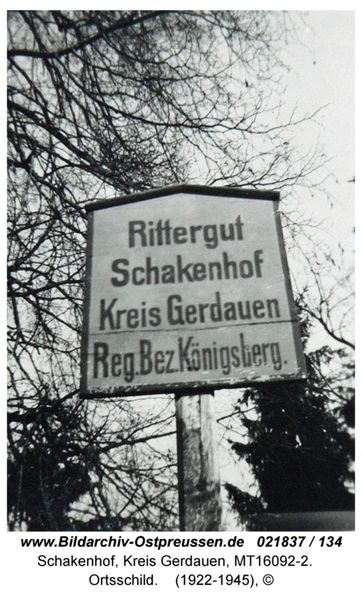 Rittergut
Schakenhof
Kreis Gerdauen
Reg.Bez.Königsberg.
www.Bildarchiv-Ostpreussen.de 021837 / 134
Schakenhof, Kreis Gerdauen, MT16092-2.
Ortsschild. (1922-1945), ©